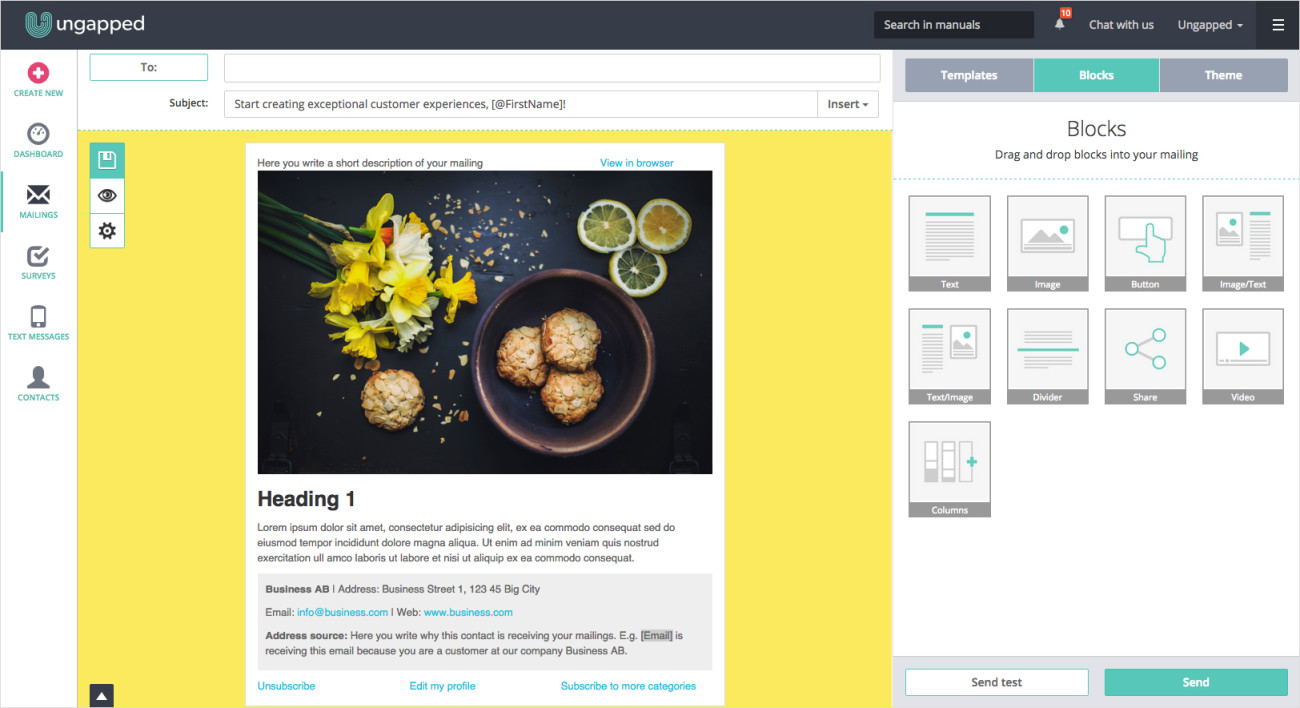 ungapped
Search in manuals
10
Chat with us
Ungapped
CREATE NEW
DASHBOARD
MAILINGS
SURVEYS
TEXT MESSAGES
CONTACTS
To:
Subject:
Start creating exceptional customer experiences, [@FirstName]!
Insert
Here you write a short description of your mailing
View in browser
Heading 1
Lorem ipsum dolor sit amet, consectetur adipisicing elit, ex ea commodo consequat sed do
eiusmod tempor incididunt dolore magna aliqua. Ut enim ad minim veniam quis nostrud
exercitation ull amco laboris ut labore et nisi ut aliquip ex ea commodo consequat.
Business AB | Address: Business Street 1, 123 45 Big City
Email: info@business.com | Web: www.business.com
Address source: Here you write why this contact is receiving your mailings. E.g. [Email] is
receiving this email because you are a customer at our company Business AB.
Unsubscribe
Edit my profile
Subscribe to more categories
Templates
Blocks
Theme
Blocks
Drag and drop blocks into your mailing
Text
Image
Button
Image/Text
Text/Image
Divider
Share
Video
Columns
Send test
Send